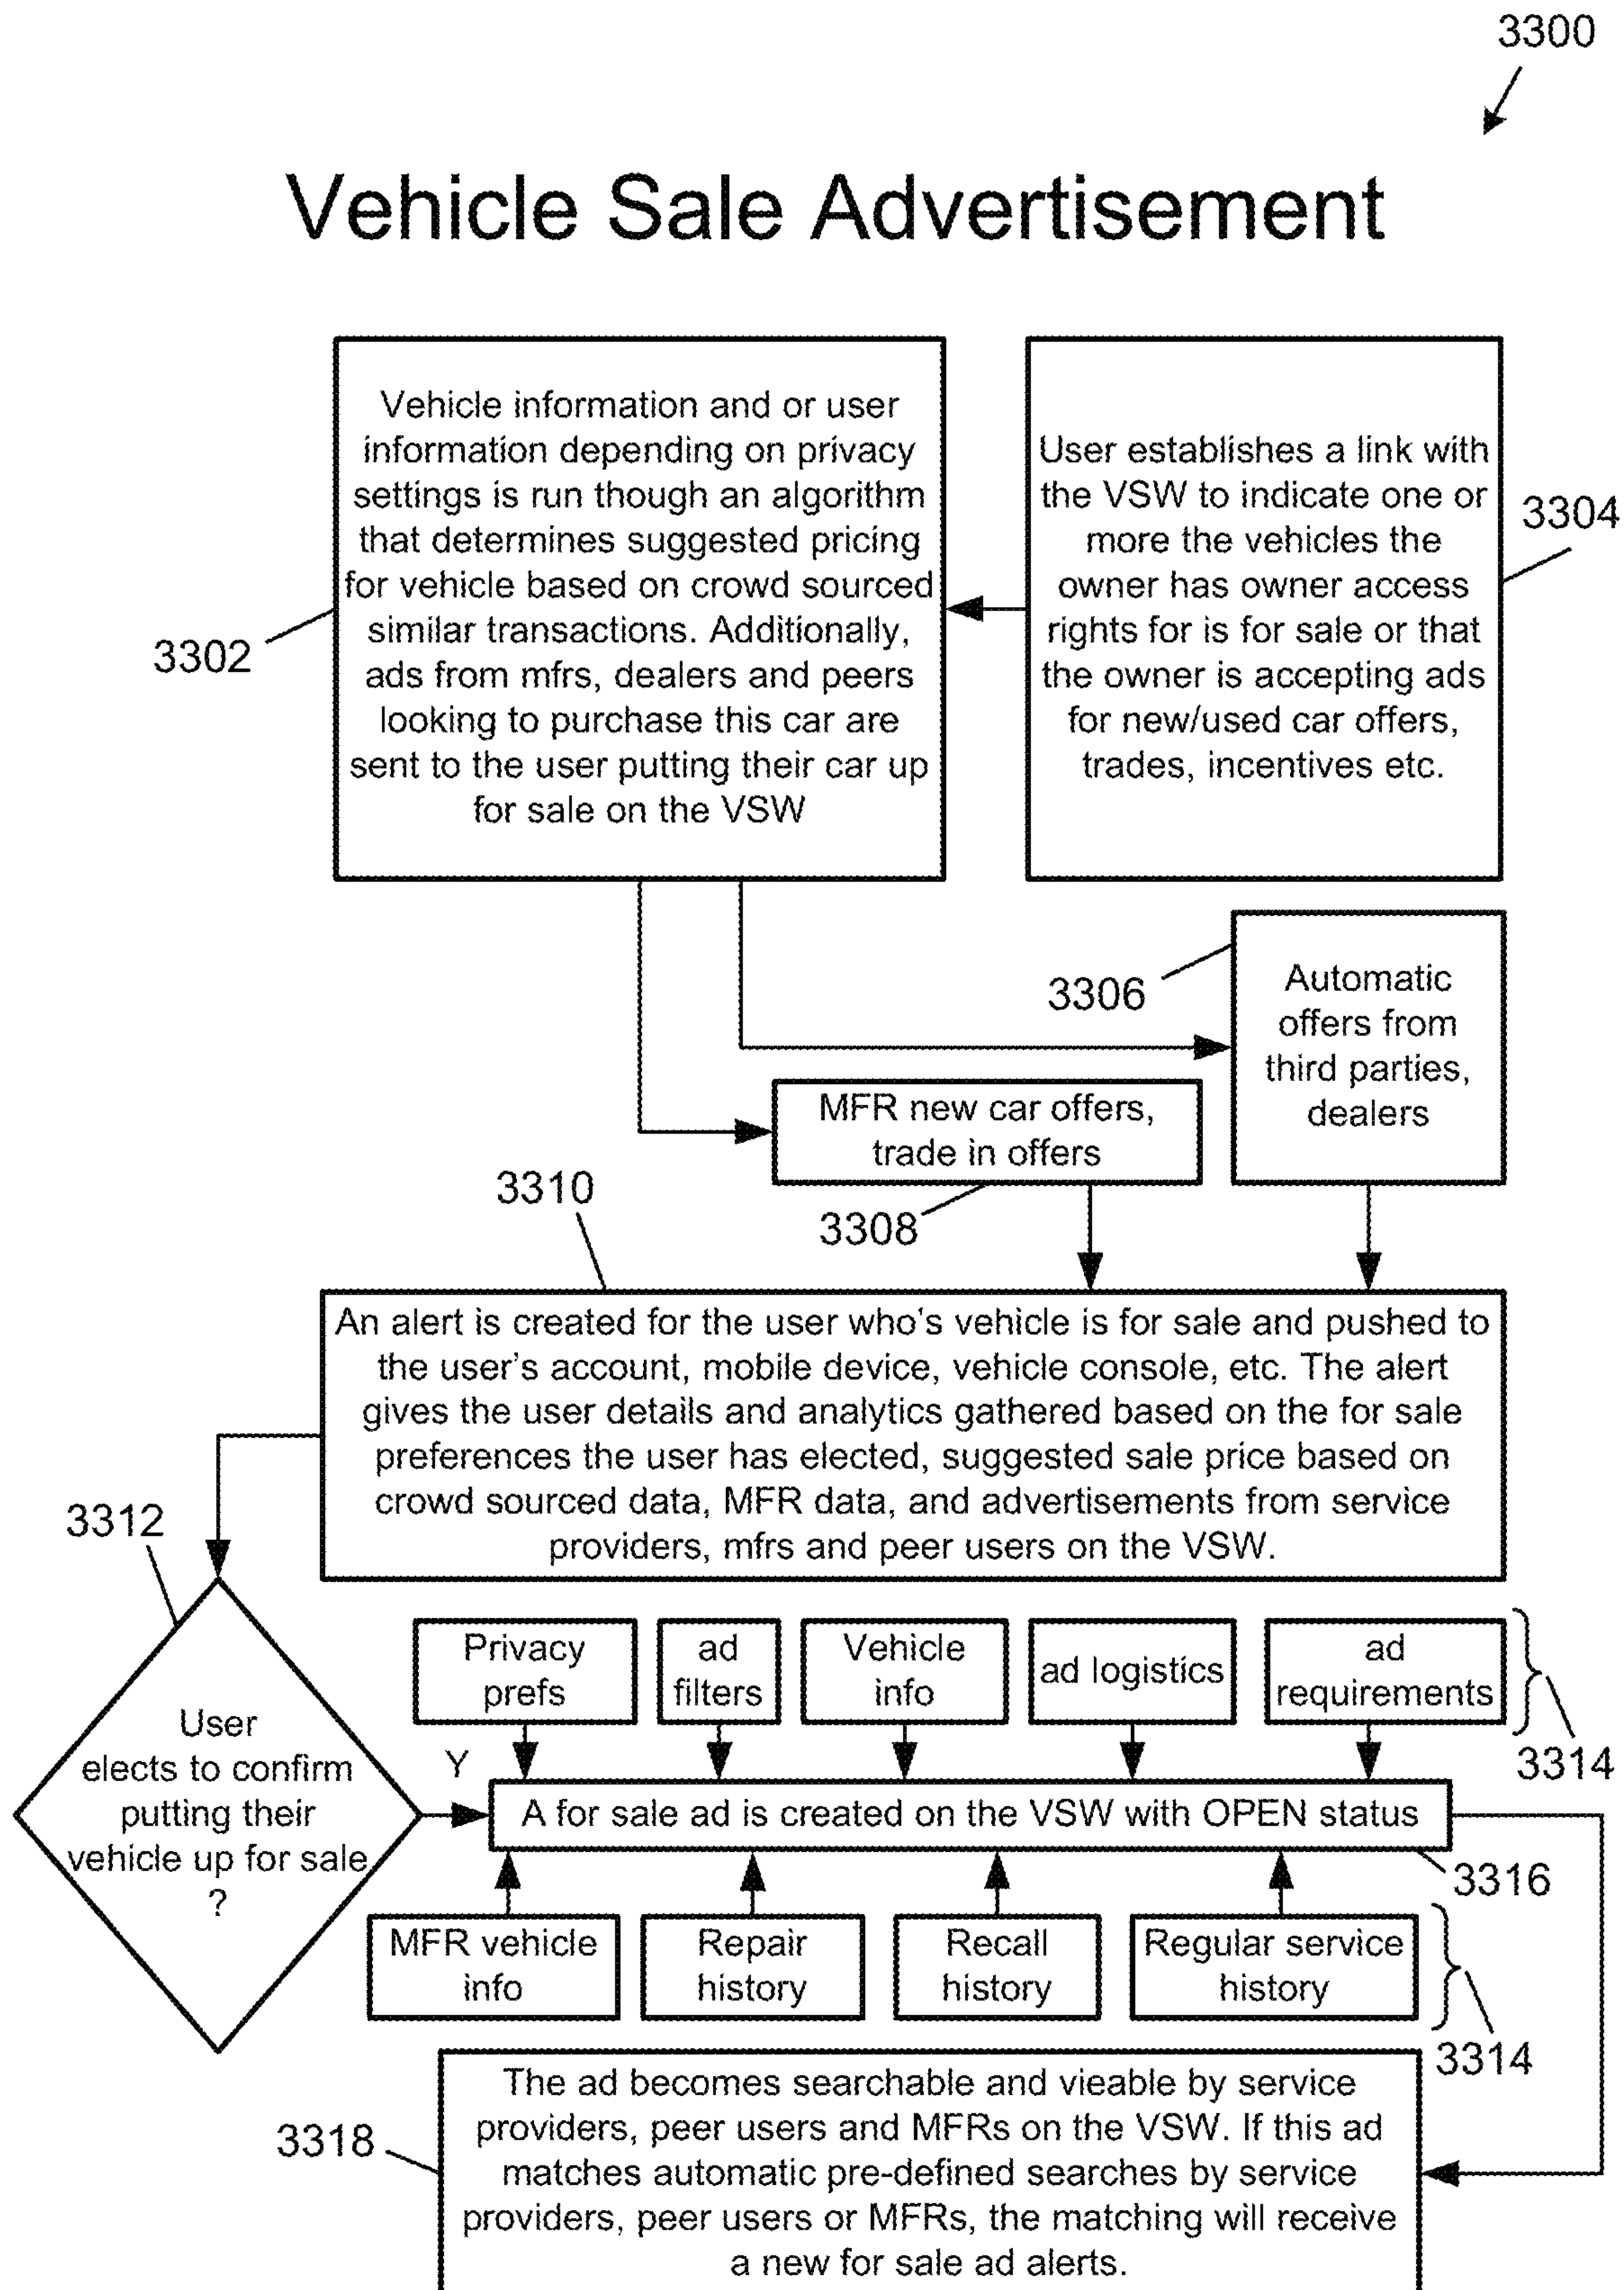 3300
Vehicle Sale Advertisement
Vehicle information and or user
information depending on privacy
settings is run though an algorithm
that determines suggested pricing
for vehicle based on crowd sourced
similar transactions. Additionally,
ads from mfrs, dealers and peers
looking to purchase this car are
sent to the user putting their car up
for sale on the VSW
3302
User establishes a link with
the VSW to indicate one or
more the vehicles the
owner has owner access
rights for is for sale or that
the owner is accepting ads
for new/used car offers,
trades, incentives etc.
3304
3306
Automatic
offers from
third parties,
dealers
MFR new car offers,
trade in offers
3308
3310
An alert is created for the user who's vehicle is for sale and pushed to
the user's account, mobile device, vehicle console, etc. The alert
gives the user details and analytics gathered based on the for sale
preferences the user has elected, suggested sale price based on
crowd sourced data, MFR data, and advertisements from service
providers, mfrs and peer users on the VSW.
3312
User
elects to confirm
putting their
vehicle up for sale
?
Y
Privacy
prefs
ad
filters
Vehicle
info
ad logistics
ad
requirements
3314
A for sale ad is created on the VSW with OPEN status
3316
MFR vehicle
info
Repair
history
Recall
history
Regular service
history
3314
The ad becomes searchable and vieable by service
providers, peer users and MFRs on the VSW. If this ad
matches automatic pre-defined searches by service
providers, peer users or MFRs, the matching will receive
a new for sale ad alerts.
3318